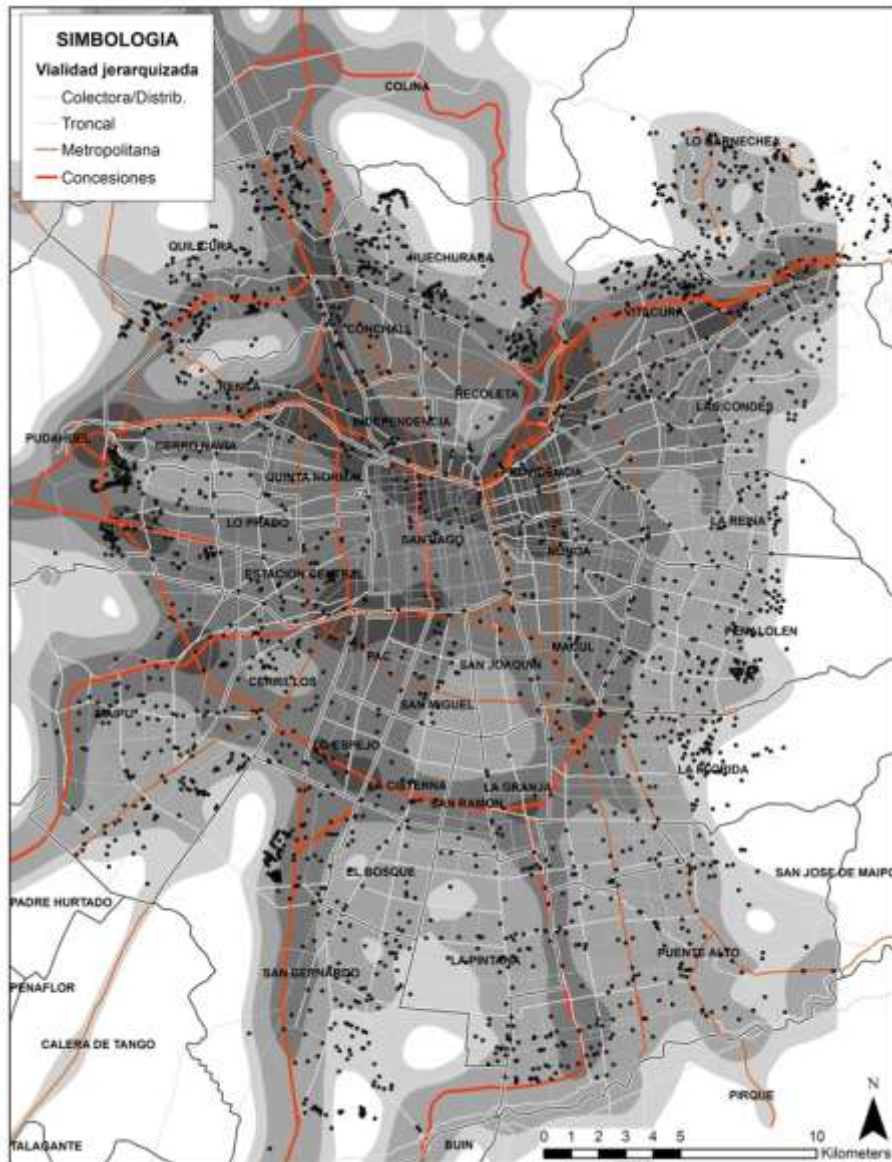 SIMBOLOGIA
Vialidad jerarquizada
Colectora/Distrib.
Troncal
Metropolitana
Concesiones
COLINA
LO BARNECHEA
QUILICURA
HUECHURABA
VITACURA
CONCHALI
RENCA
RECOLETA
LAS CONDES
INDEPENDENCIA
PUDAHUEL
CERRO NAVIA
PROVIDENCIA
QUINTA NORMAL
LO PRADO
LA REINA
SANTIAGO
NUNOA
ESTACION CENTRAL
PENALOLEN
MACUL
PAC
SAN JOAQUIN
CERRILLOS
SAN MIGUEL
MAIPU
LO ESPEJO
LA FLORIDA
LA CISTERNA
LA GRANJA
SAN RAMON
EL BOSQUE
SAN JOSE DE MAIPO
PADRE HURTADO
PUENTE ALTO
LA PINTANA
SAN BERNARDO
PENAFLOR
CALERA DE TANGO
PIRQUE
N
TALAGANTE
BUIN
0 1 2 3 4 5 10
Kilometers